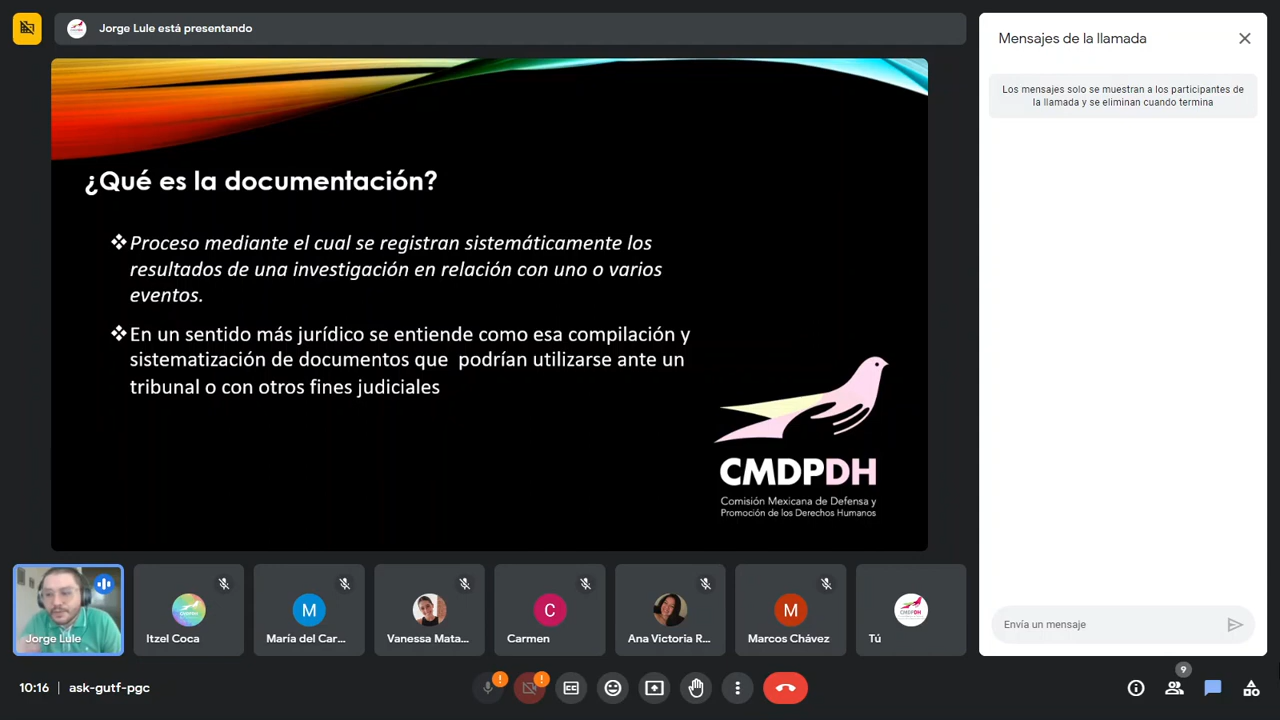 Jorge Lule está presentando
Mensajes de la llamada
Los mensajes solo se muestran a los participantes de
la llamada y se eliminan cuando termina
¿Qué es la documentación?
Proceso mediante el cual se registran sistemáticamente los
resultados de una investigación en relación con uno o varios
eventos.
En un sentido más jurídico se entiende como esa compilación y
sistematización de documentos que podrían utilizarse ante un
tribunal o con otros fines judiciales
CMDPDH
Comisión Mexicana de Defensa y
Promoción de los Derechos Humanos
Envía un mensaje
M
C
M
Jorge Lule
Itzel Coca
María del Car...
Vanessa Mata...
Carmen
Ana Victoria R...
Marcos Chávez
Tú
10:16 | ask-gutf-pgc
CC
9